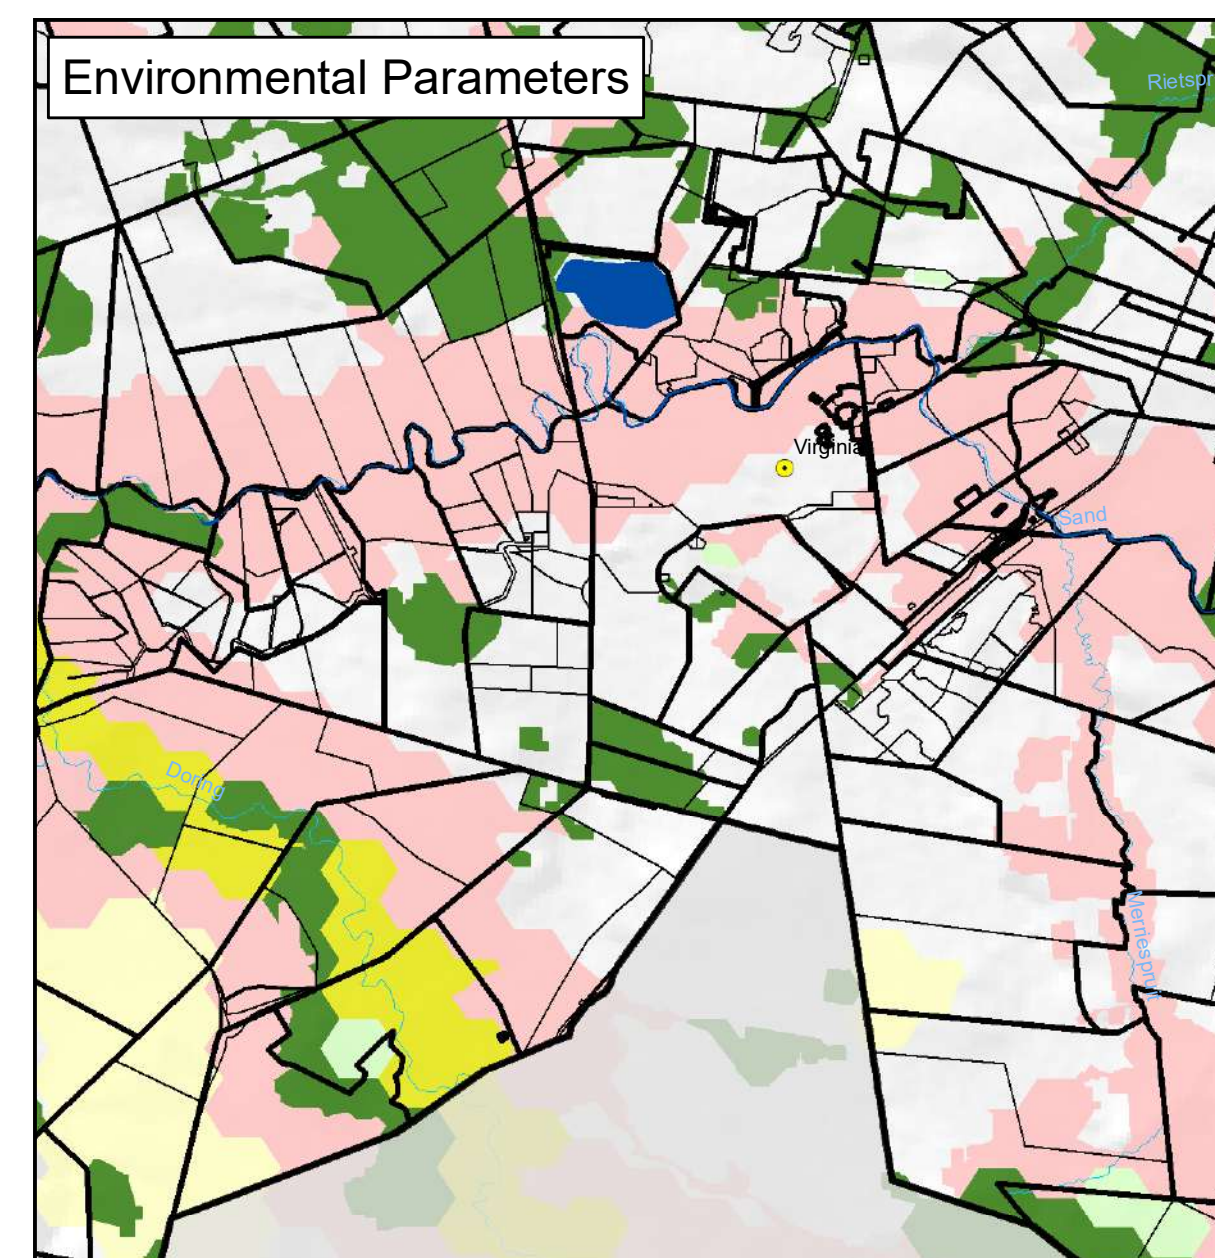 Environmental Parameters
Rietspr
Virginia
Sand
Doring
Merriespruit